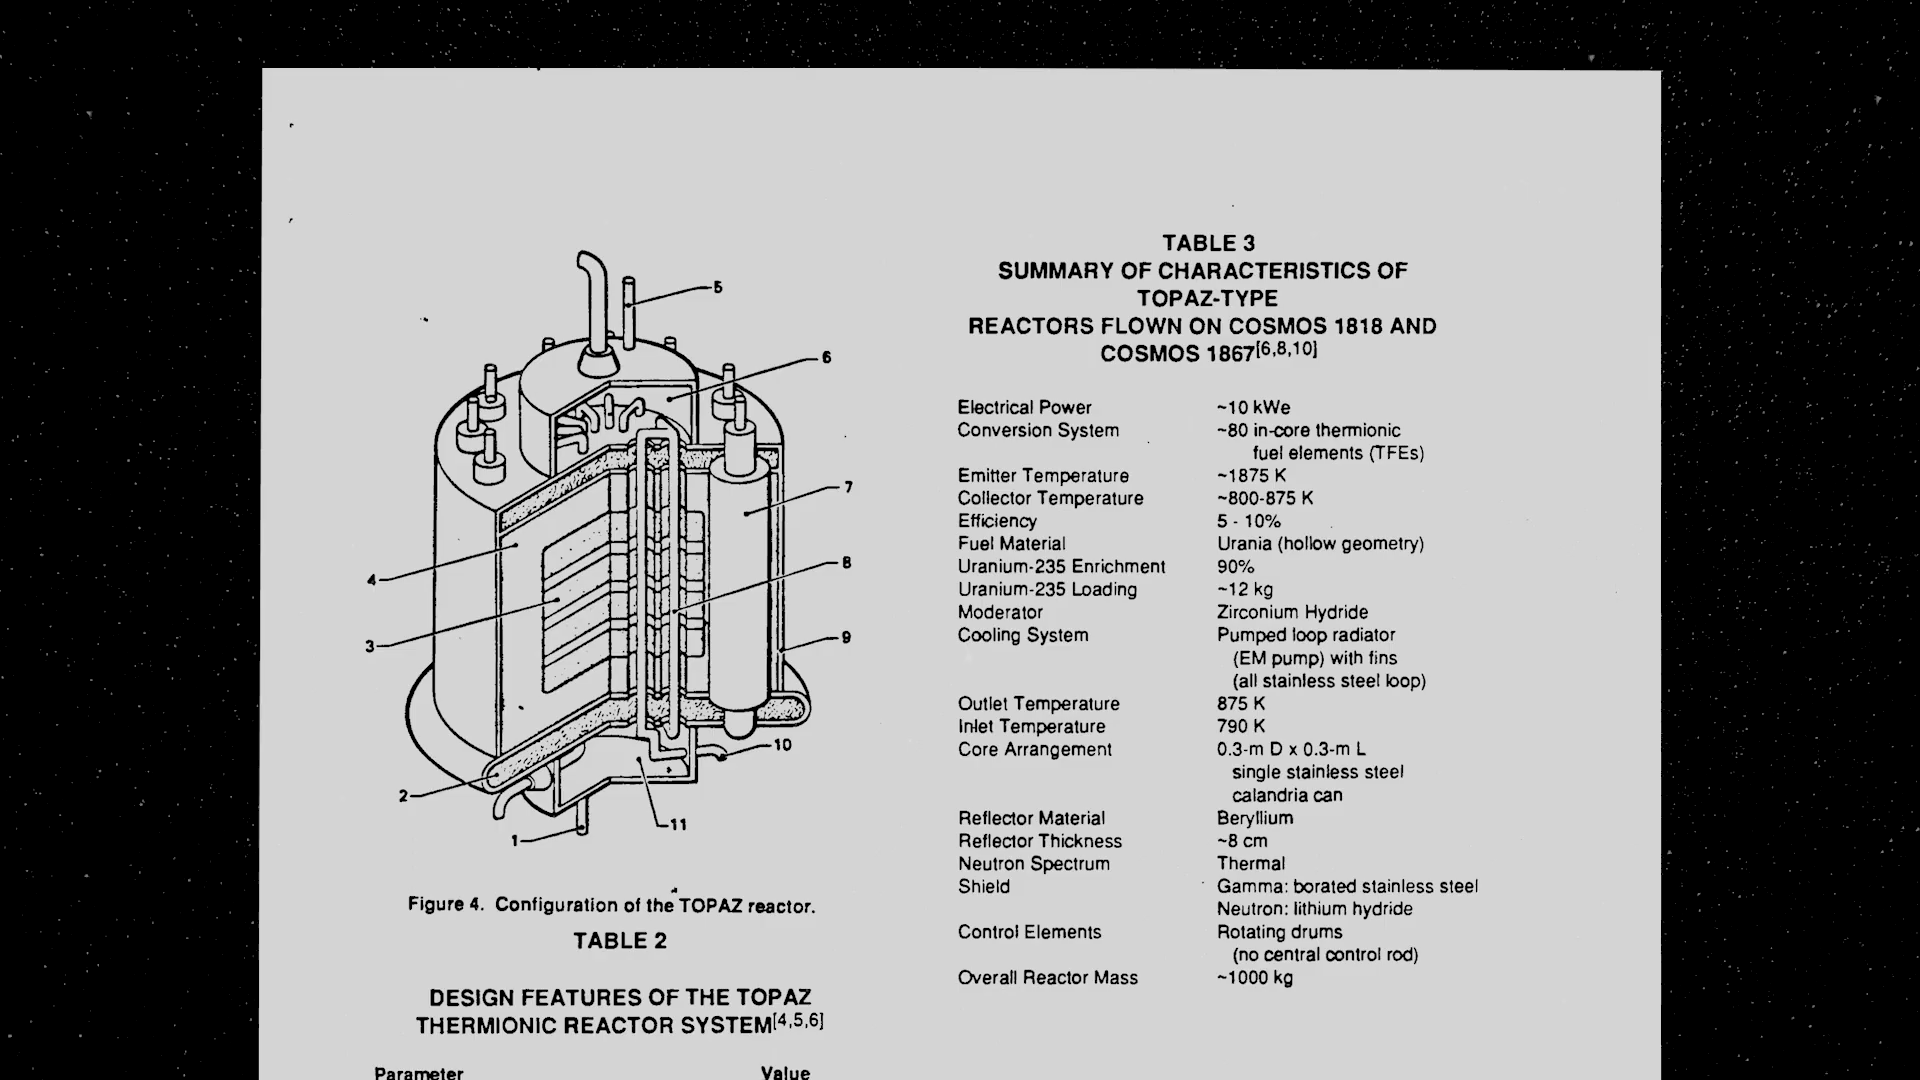 5
6
7
4
8
3
9
10
2
1
11
Figure 4. Configuration of the TOPAZ reactor.
TABLE 2
DESIGN FEATURES OF THE TOPAZ
THERMIONIC REACTOR SYSTEM[4,5,6]
Parameter Value
TABLE 3
SUMMARY OF CHARACTERISTICS OF
TOPAZ-TYPE
REACTORS FLOWN ON COSMOS 1818 AND
COSMOS 1867[6,8,10]
Electrical Power ~10 kWe
Conversion System ~80 in-core thermionic
fuel elements (TFEs)
Emitter Temperature ~1875 K
Collector Temperature ~800-875 K
Efficiency 5 - 10%
Fuel Material Urania (hollow geometry)
Uranium-235 Enrichment 90%
Uranium-235 Loading ~12 kg
Moderator Zirconium Hydride
Cooling System Pumped loop radiator
(EM pump) with fins
(all stainless steel loop)
Outlet Temperature 875 K
Inlet Temperature 790 K
Core Arrangement 0.3-m D x 0.3-m L
single stainless steel
calandria can
Reflector Material Beryllium
Reflector Thickness ~8 cm
Neutron Spectrum Thermal
Shield Gamma: borated stainless steel
Neutron: lithium hydride
Control Elements Rotating drums
(no central control rod)
Overall Reactor Mass ~1000 kg